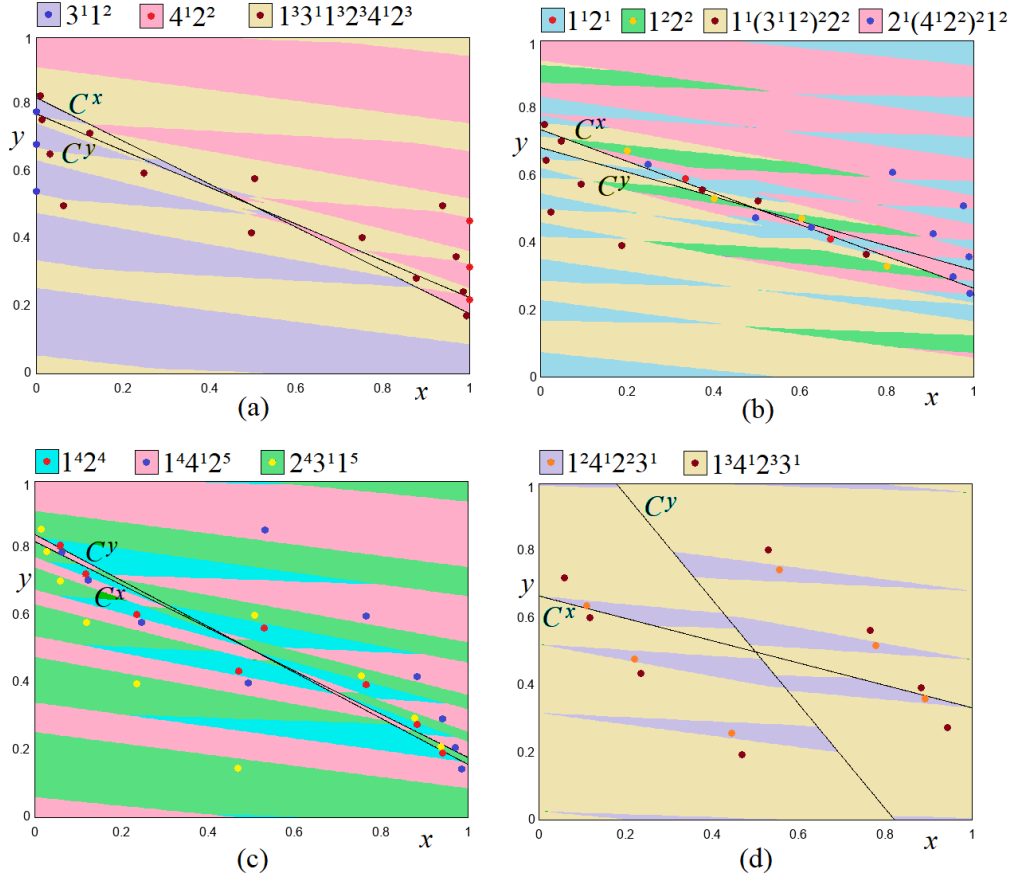 3¹1² 4¹2² 1³3¹1³2³4¹2³
1 0.8 y 0.6 0.4 0.2 0
Cˣ
Cʸ
0 0.2 0.4 0.6 0.8 1 x
(a)
1¹2¹ 1²2² 1¹(3¹1²)²2² 2¹(4¹2²)²1²
1 0.8 y 0.6 0.4 0.2 0
Cˣ
Cʸ
0 0.2 0.4 0.6 0.8 1 x
(b)
1⁴2⁴ 1⁴4¹2⁵ 2⁴3¹1⁵
1 0.8 y 0.6 0.4 0.2 0
Cʸ
Cˣ
0 0.2 0.4 0.6 0.8 1 x
(c)
1²4¹2²3¹ 1³4¹2³3¹
1 0.8 y 0.6 0.4 0.2 0
Cʸ
Cˣ
0 0.2 0.4 0.6 0.8 1 x
(d)